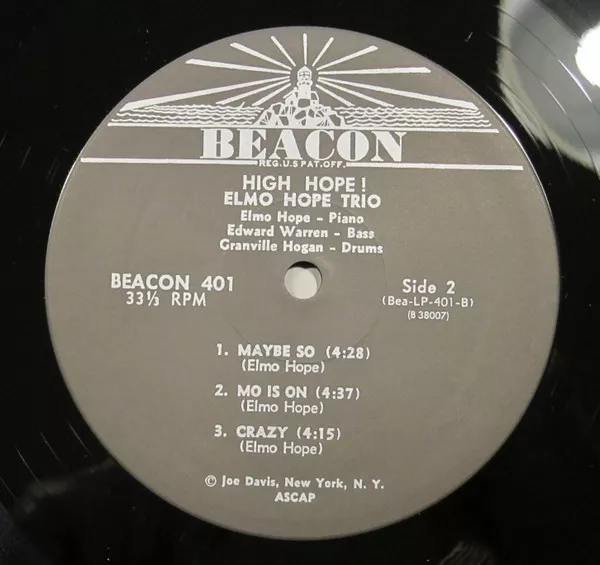 BEACON
REG. U.S PAT. OFF.
HIGH HOPE!
ELMO HOPE TRIO
Elmo Hope – Piano
Edward Warren – Bass
Granville Hogan – Drums
BEACON 401
33⅓ RPM
Side 2
(Bea-LP-401-B)
(B 38007)
1. MAYBE SO (4:28)
(Elmo Hope)
2. MO IS ON (4:37)
(Elmo Hope)
3. CRAZY (4:15)
(Elmo Hope)
© Joe Davis, New York, N. Y.
ASCAP